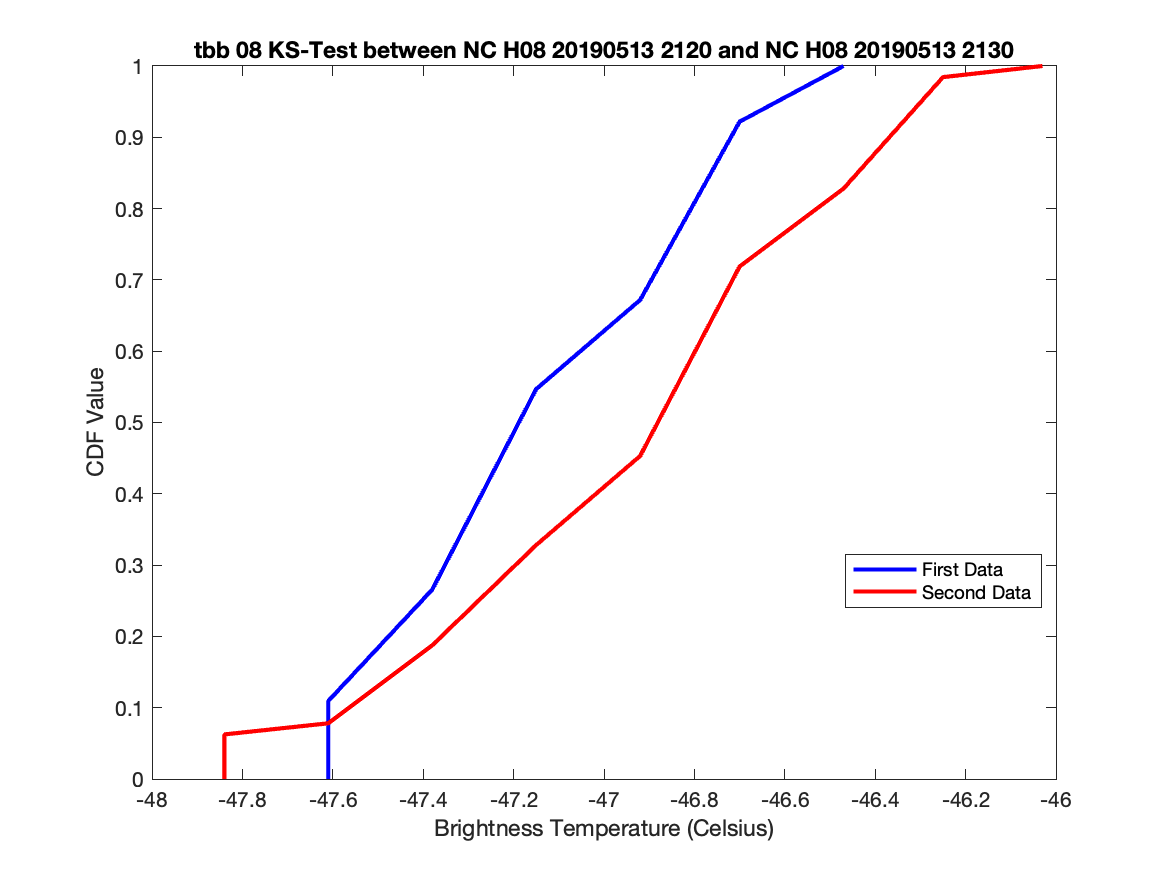 tbb 08 KS-Test between NC H08 20190513 2120 and NC H08 20190513 2130
1
0.9
0.8
0.7
0.6
0.5
0.4
0.3
0.2
0.1
0
CDF Value
First Data
Second Data
-48 -47.8 -47.6 -47.4 -47.2 -47 -46.8 -46.6 -46.4 -46.2 -46
Brightness Temperature (Celsius)